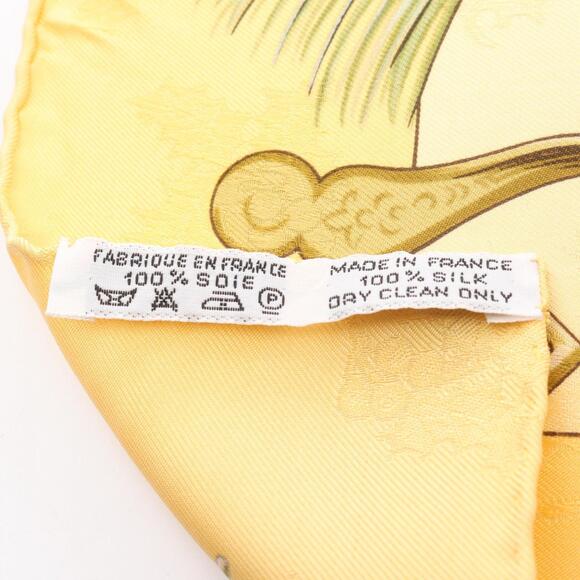 FABRIQUE EN FRANCE
100% SOIE
P
MADE IN FRANCE
100% SILK
DRY CLEAN ONLY